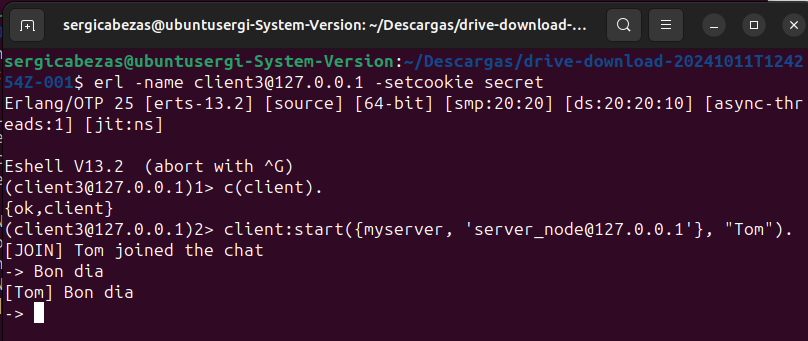 sergicabezas@ubuntusergi-System-Version: ~/Descargas/drive-download-...
sergicabezas@ubuntusergi-System-Version:~/Descargas/drive-download-20241011T1242
54Z-001$ erl -name client3@127.0.0.1 -setcookie secret
Erlang/OTP 25 [erts-13.2] [source] [64-bit] [smp:20:20] [ds:20:20:10] [async-thr
eads:1] [jit:ns]
Eshell V13.2  (abort with ^G)
(client3@127.0.0.1)1> c(client).
{ok,client}
(client3@127.0.0.1)2> client:start({myserver, 'server_node@127.0.0.1'}, "Tom").
[JOIN] Tom joined the chat
-> Bon dia
[Tom] Bon dia
->